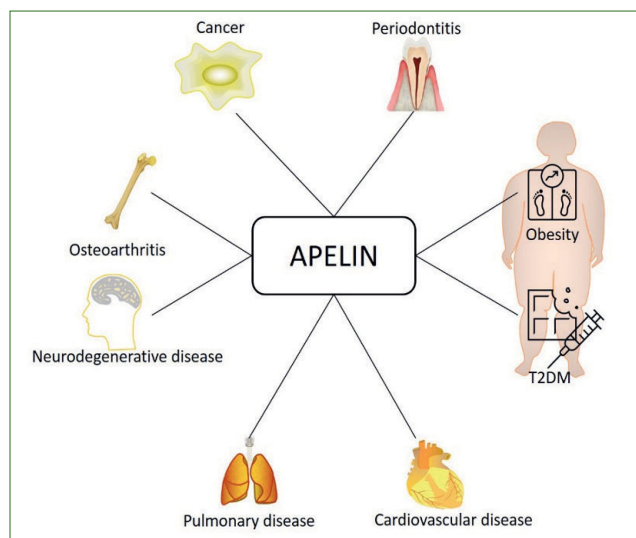 Cancer
Periodontitis
Obesity
Osteoarthritis
APELIN
Neurodegenerative disease
T2DM
Pulmonary disease
Cardiovascular disease